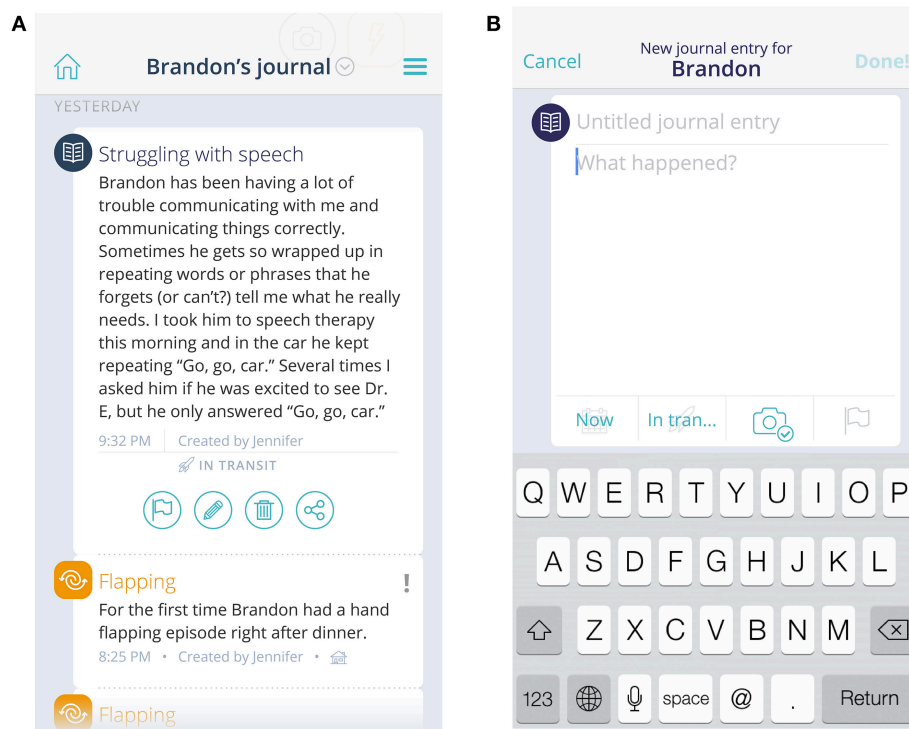 A
Brandon's journal
YESTERDAY
Struggling with speech
Brandon has been having a lot of
trouble communicating with me and
communicating things correctly.
Sometimes he gets so wrapped up in
repeating words or phrases that he
forgets (or can't?) tell me what he really
needs. I took him to speech therapy
this morning and in the car he kept
repeating “Go, go, car.” Several times I
asked him if he was excited to see Dr.
E, but he only answered “Go, go, car.”
9:32 PM Created by Jennifer
IN TRANSIT
Flapping !
For the first time Brandon had a hand
flapping episode right after dinner.
8:25 PM • Created by Jennifer •
Flapping
B
Cancel
New journal entry for
Brandon
Done!
Untitled journal entry
What happened?
Now In tran...
Q W E R T Y U I O P
A S D F G H J K L
Z X C V B N M
123 space @ . Return